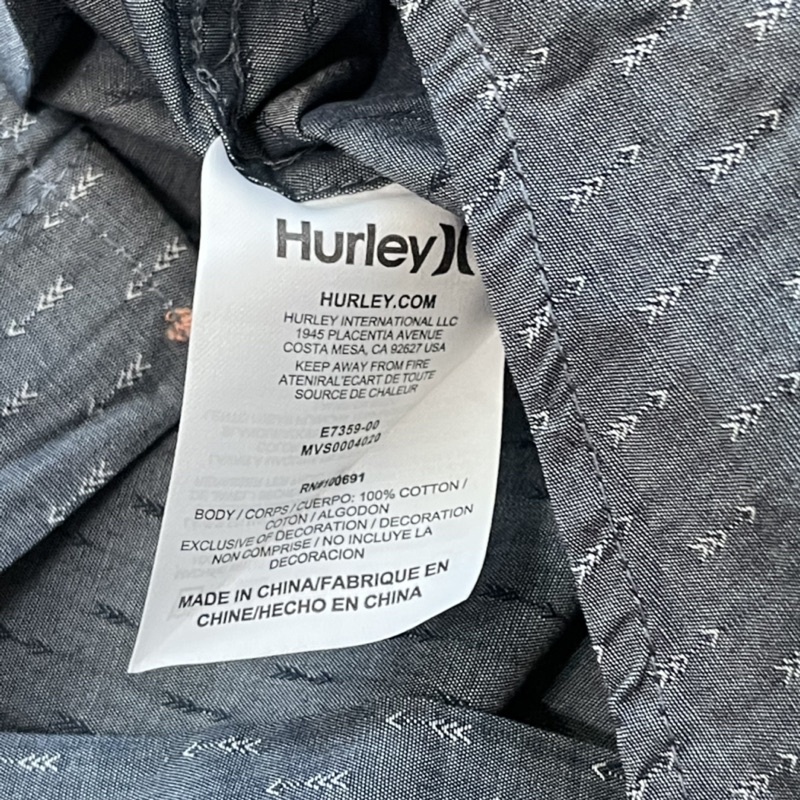 Hurley
HURLEY.COM
HURLEY INTERNATIONAL LLC
1945 PLACENTIA AVENUE
COSTA MESA, CA 92627 USA
KEEP AWAY FROM FIRE
ATENIRAL'ECART DE TOUTE
SOURCE DE CHALEUR
E7359-00
MVS0004020
RN#100691
BODY / CORPS / CUERPO: 100% COTTON /
COTON / ALGODON
EXCLUSIVE OF DECORATION / DECORATION
NON COMPRISE / NO INCLUYE LA
DECORACION
MADE IN CHINA/FABRIQUE EN
CHINE/HECHO EN CHINA